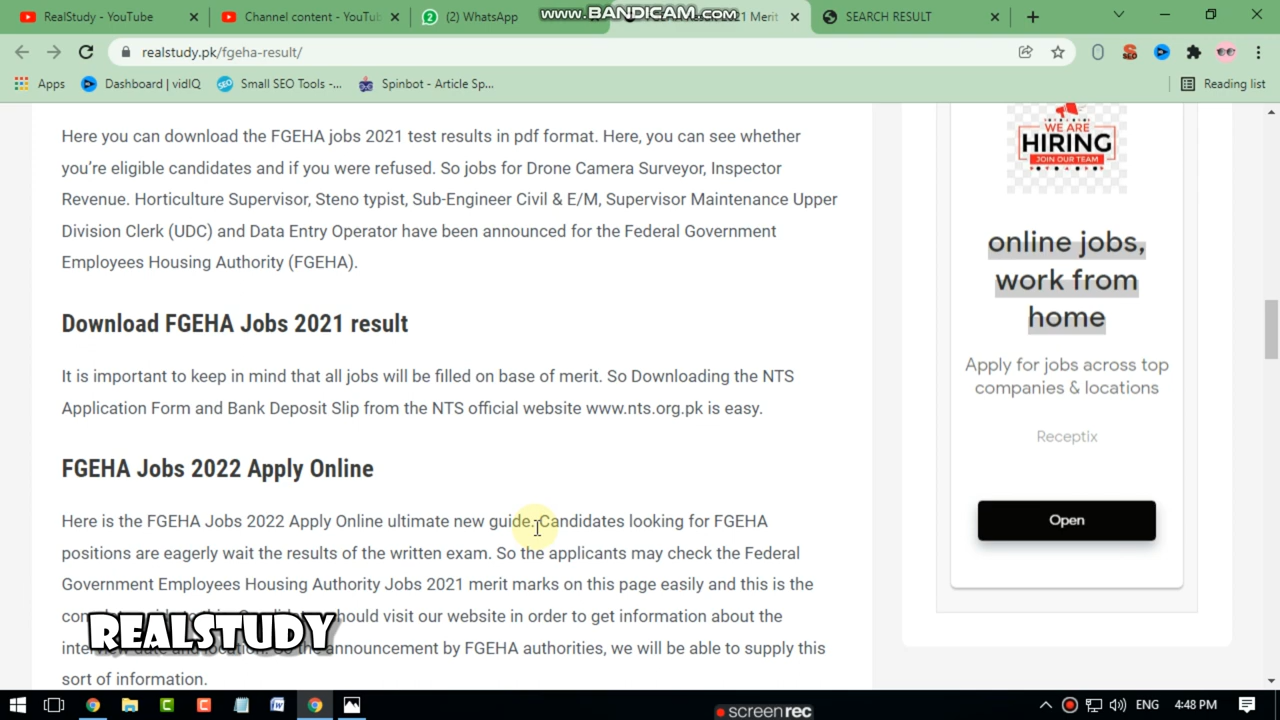 RealStudy - YouTube
Channel content - YouTu
(2) WhatsApp
www.BANDICAM.com
2021 Merit
SEARCH RESULT
realstudy.pk/fgeha-result/
Apps
Dashboard | vidIQ
Small SEO Tools -...
Spinbot - Article Sp...
Reading list
Here you can download the FGEHA jobs 2021 test results in pdf format. Here, you can see whether
you're eligible candidates and if you were refused. So jobs for Drone Camera Surveyor, Inspector
Revenue. Horticulture Supervisor, Steno typist, Sub-Engineer Civil & E/M, Supervisor Maintenance Upper
Division Clerk (UDC) and Data Entry Operator have been announced for the Federal Government
Employees Housing Authority (FGEHA).
Download FGEHA Jobs 2021 result
It is important to keep in mind that all jobs will be filled on base of merit. So Downloading the NTS
Application Form and Bank Deposit Slip from the NTS official website www.nts.org.pk is easy.
FGEHA Jobs 2022 Apply Online
Here is the FGEHA Jobs 2022 Apply Online ultimate new guide. Candidates looking for FGEHA
positions are eagerly wait the results of the written exam. So the applicants may check the Federal
Government Employees Housing Authority Jobs 2021 merit marks on this page easily and this is the
should visit our website in order to get information about the
REALSTUDY
announcement by FGEHA authorities, we will be able to supply this
sort of information.
WE ARE
HIRING
JOIN OUR TEAM
online jobs,
work from
home
Apply for jobs across top
companies & locations
Receptix
Open
ENG
4:48 PM
screenrec